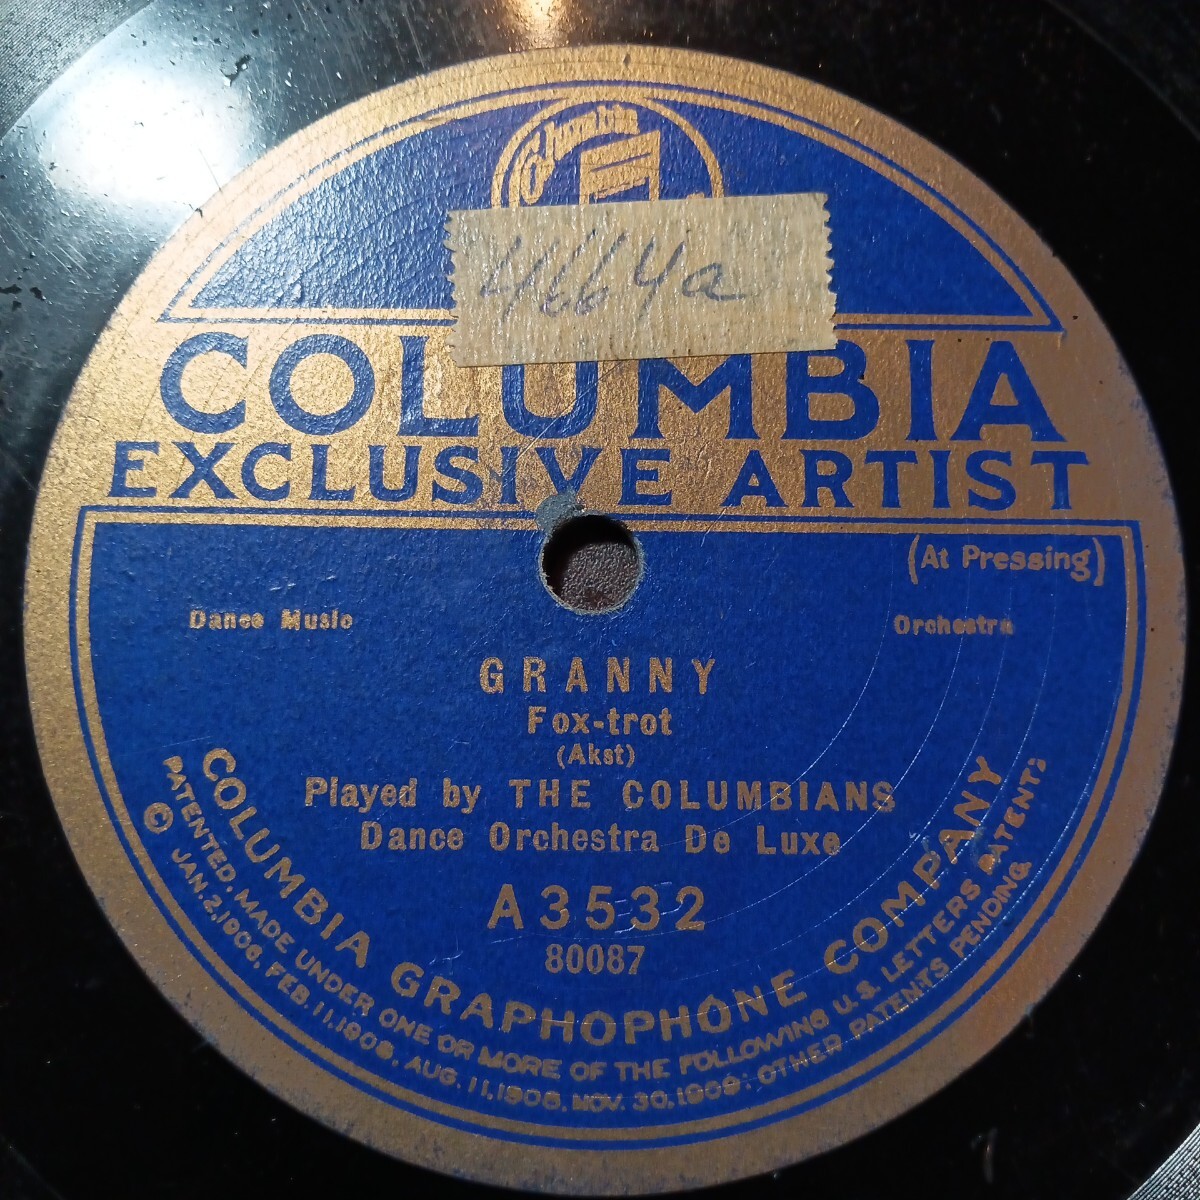 Columbia
4664a
COLUMBIA
EXCLUSIVE ARTIST
(At Pressing)
Dance Music
Orchestra
GRANNY
Fox-trot
(Akst)
Played by THE COLUMBIANS
Dance Orchestra De Luxe
A3532
80087
COLUMBIA GRAPHOPHONE COMPANY
PATENTED, MADE UNDER ONE OR MORE OF THE FOLLOWING U.S. LETTERS PATENT:
© JAN.2,1906, FEB.11,1908, AUG.11,1908, NOV.30,1909; OTHER PATENTS PENDING